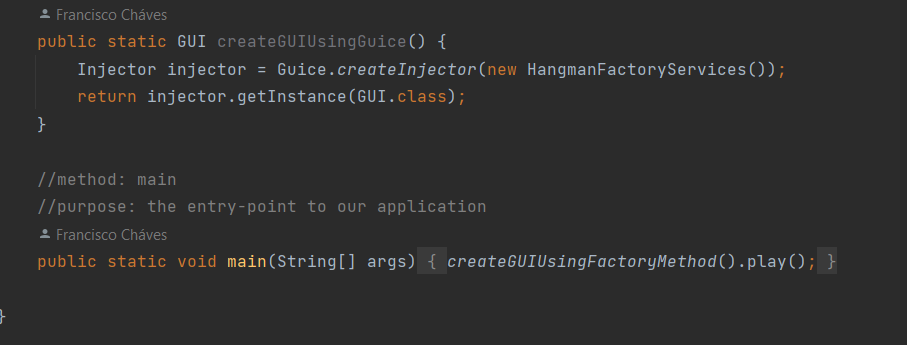 Francisco Cháves
public static GUI createGUIUsingGuice() {
Injector injector = Guice.createInjector(new HangmanFactoryServices());
return injector.getInstance(GUI.class);
}
//method: main
//purpose: the entry-point to our application
Francisco Cháves
public static void main(String[] args) { createGUIUsingFactoryMethod().play(); }
}